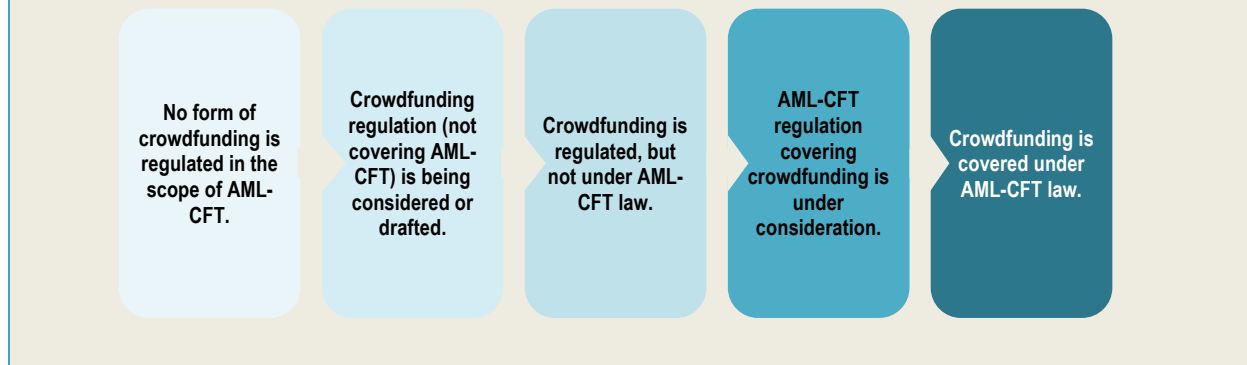 No form of
crowdfunding is
regulated in the
scope of AML-
CFT.
Crowdfunding
regulation (not
covering AML-
CFT) is being
considered or
drafted.
Crowdfunding is
regulated, but
not under AML-
CFT law.
AML-CFT
regulation
covering
crowdfunding is
under
consideration.
Crowdfunding is
covered under
AML-CFT law.